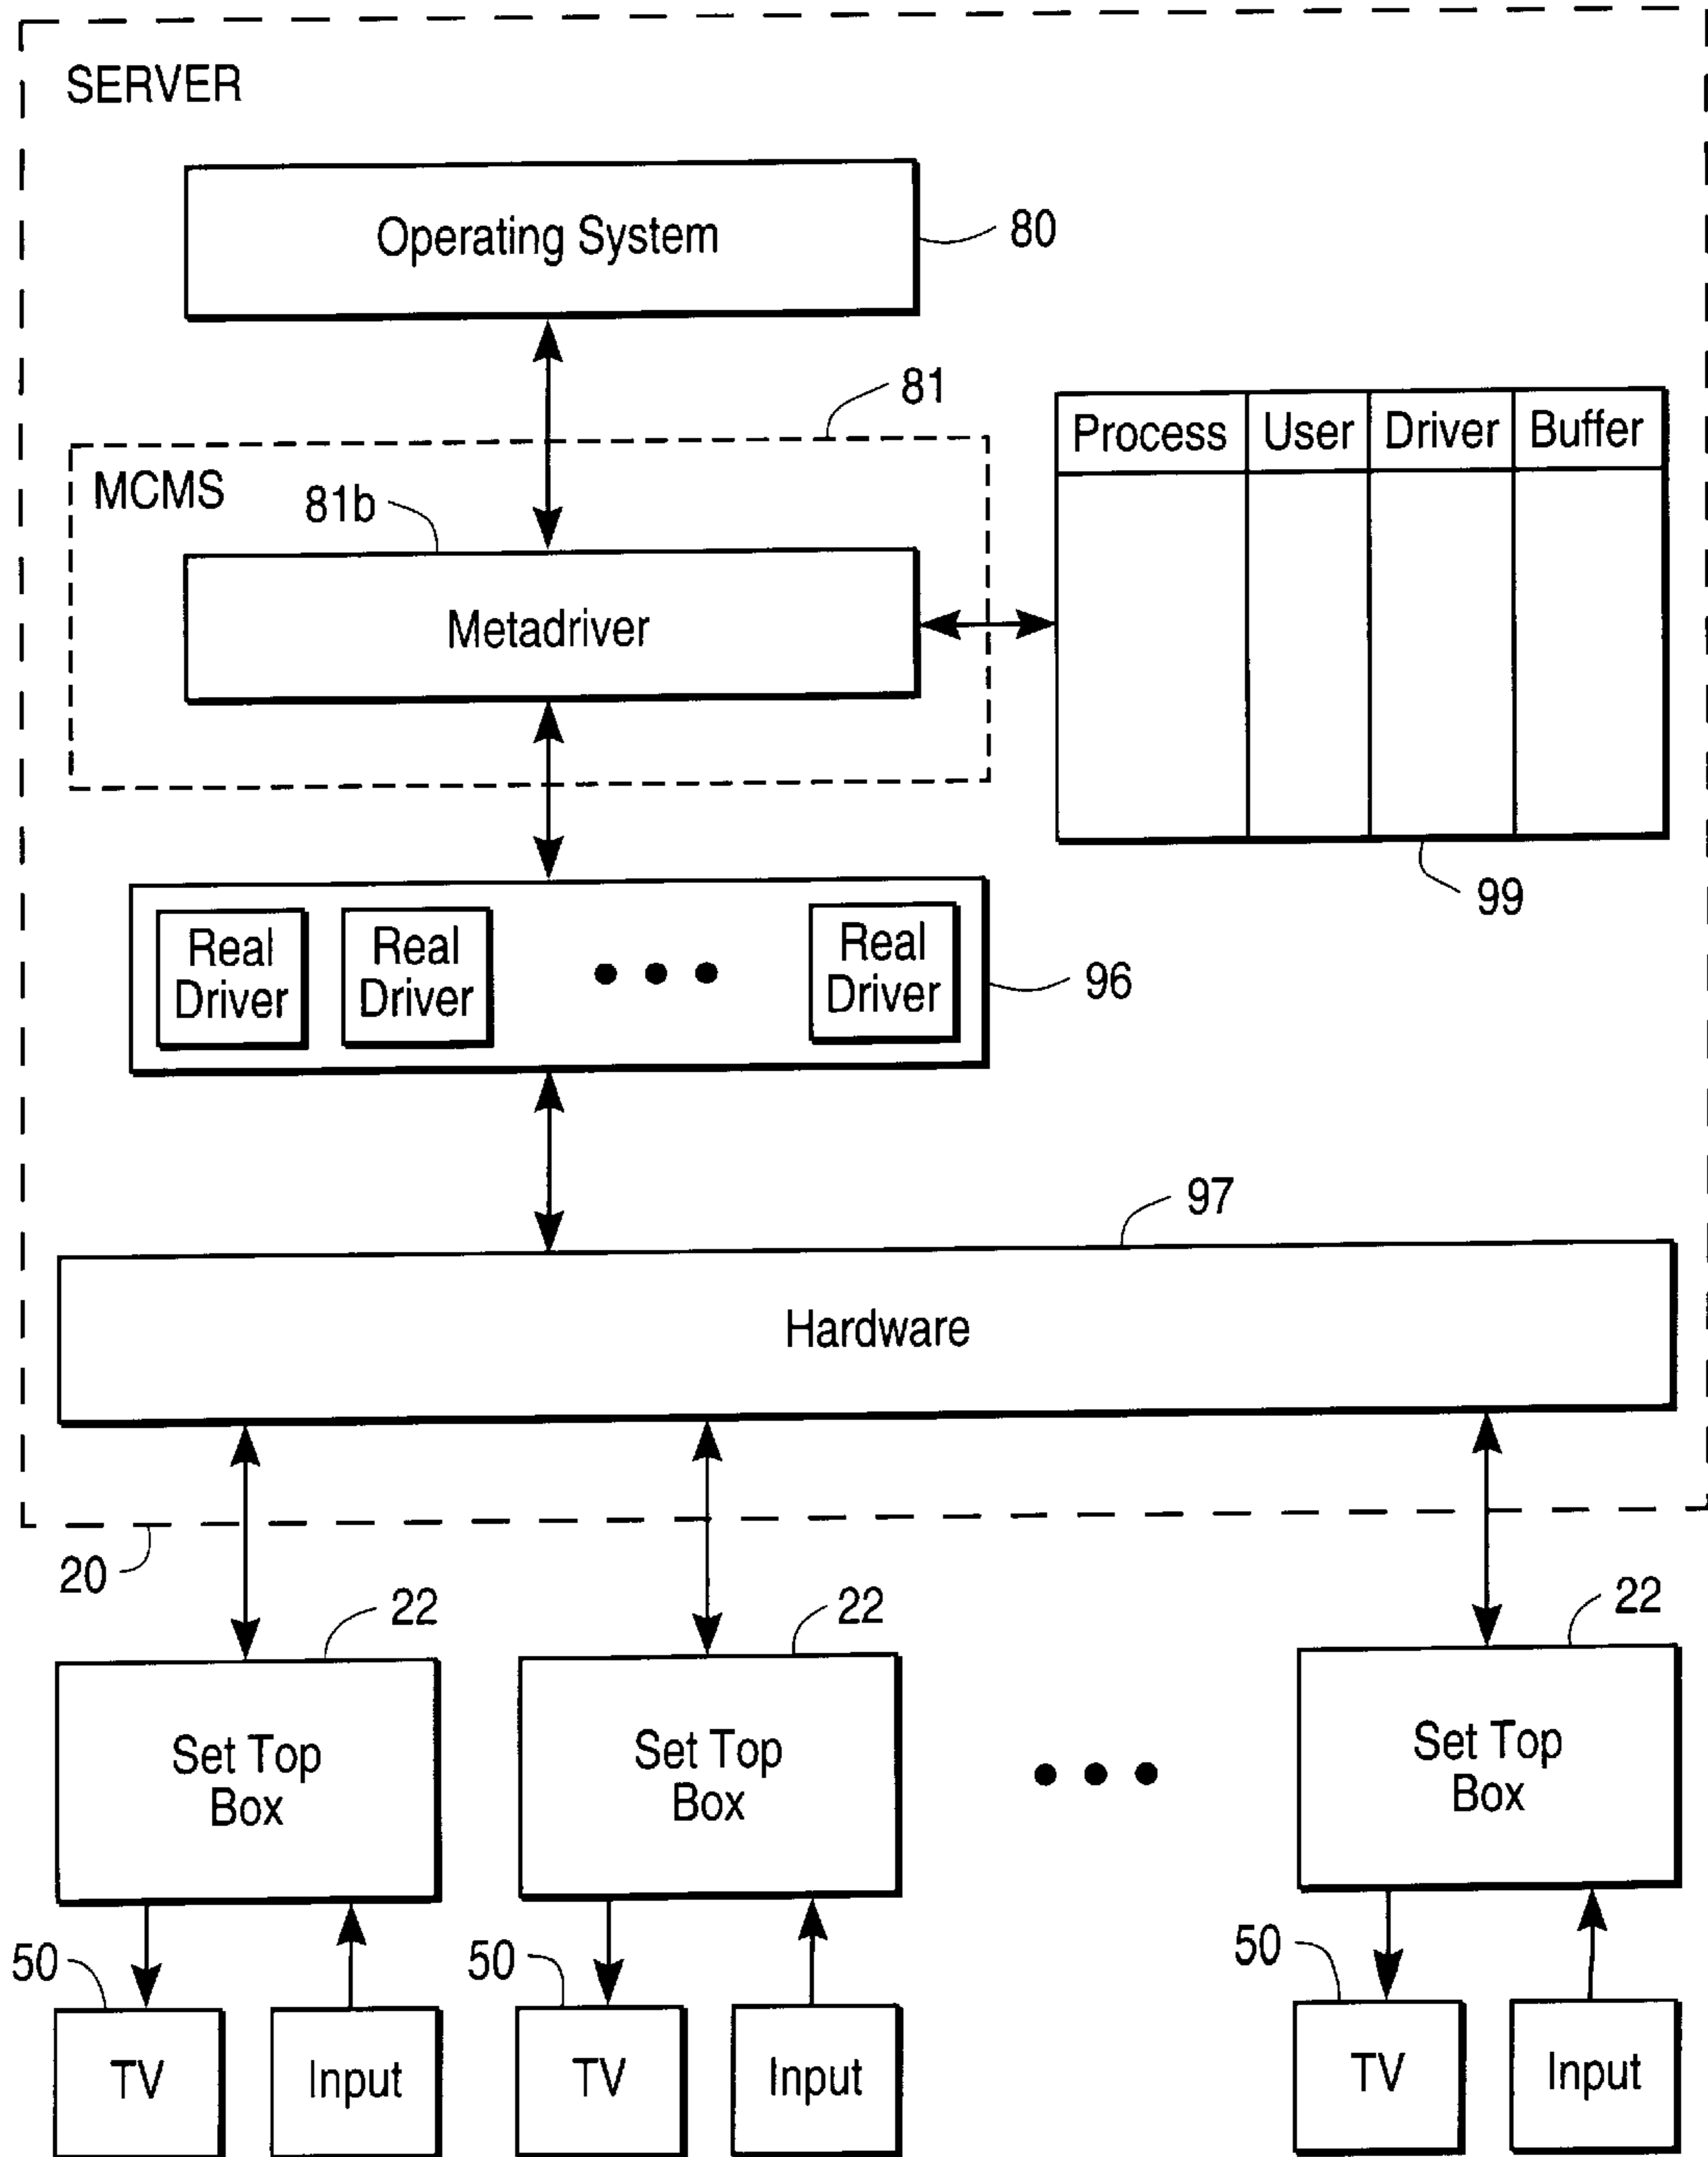 SERVER
Operating System
80
81
MCMS
81b
Metadriver
Process User Driver Buffer
99
Real
Driver
Real
Driver
Real
Driver
96
97
Hardware
20
22
22
22
Set Top
Box
Set Top
Box
Set Top
Box
50
50
50
TV
Input
TV
Input
TV
Input